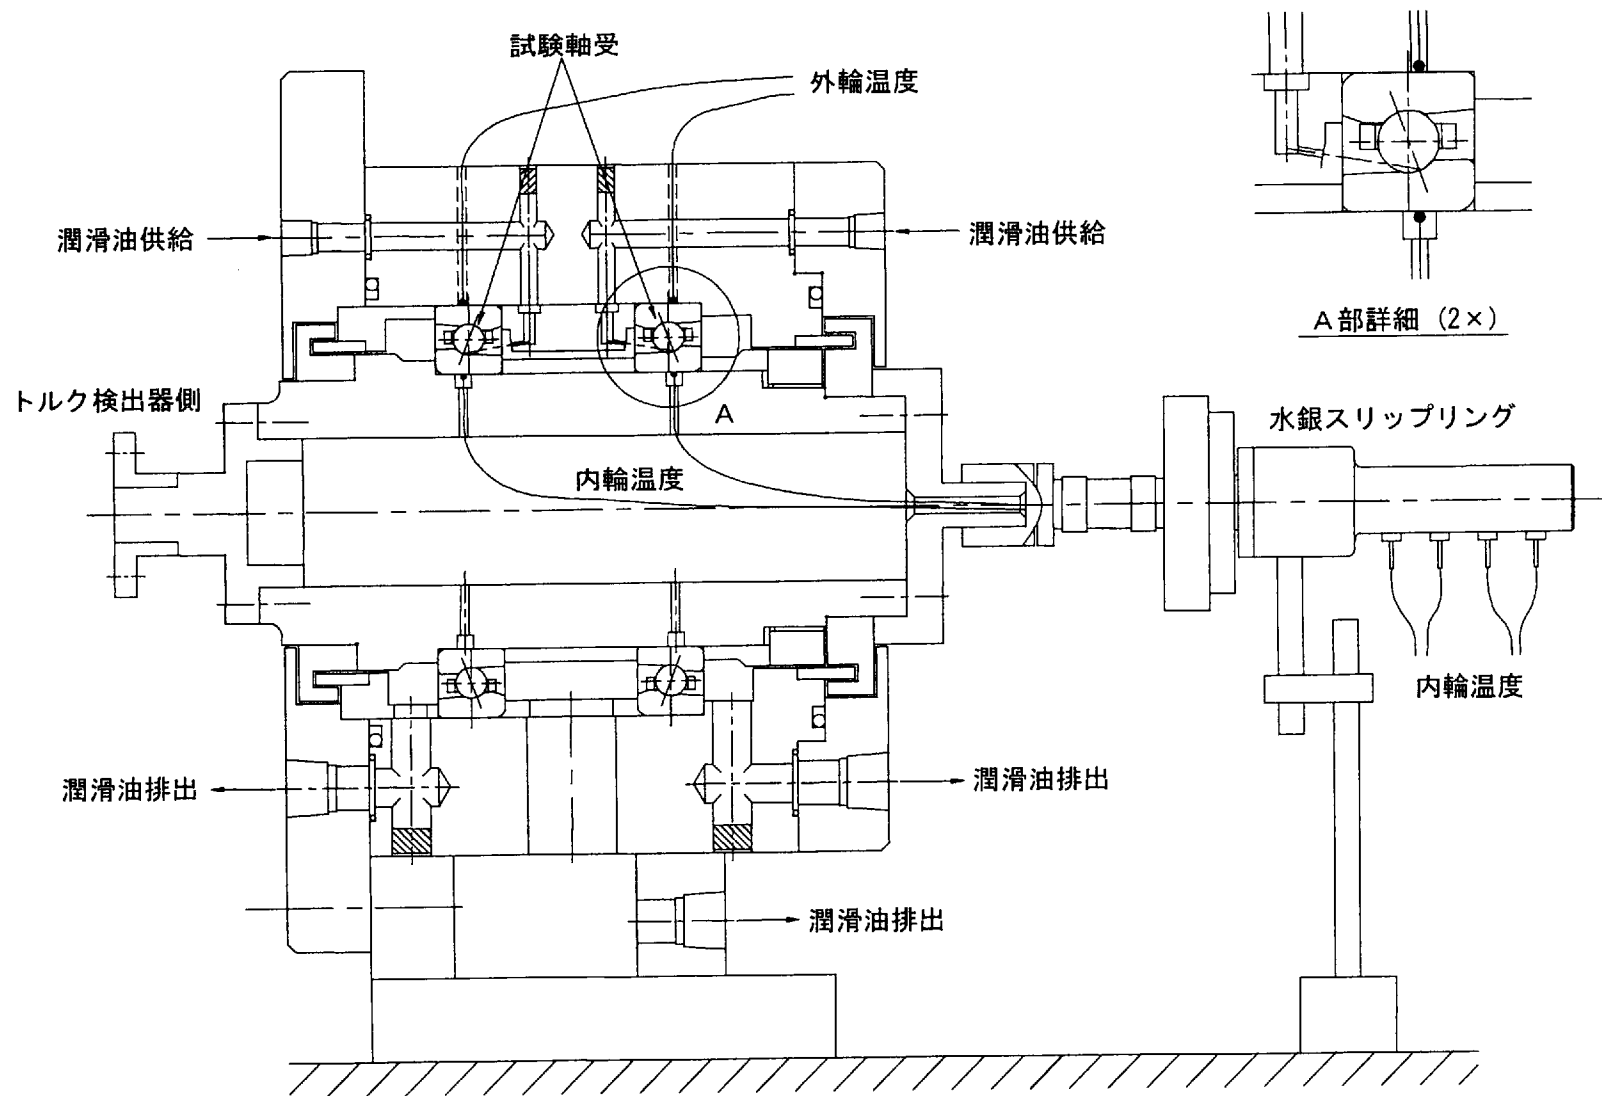 試験軸受
外輪温度
潤滑油供給
潤滑油供給
A部詳細 (2×)
トルク検出器側
A
水銀スリップリング
内輪温度
内輪温度
潤滑油排出
潤滑油排出
潤滑油排出